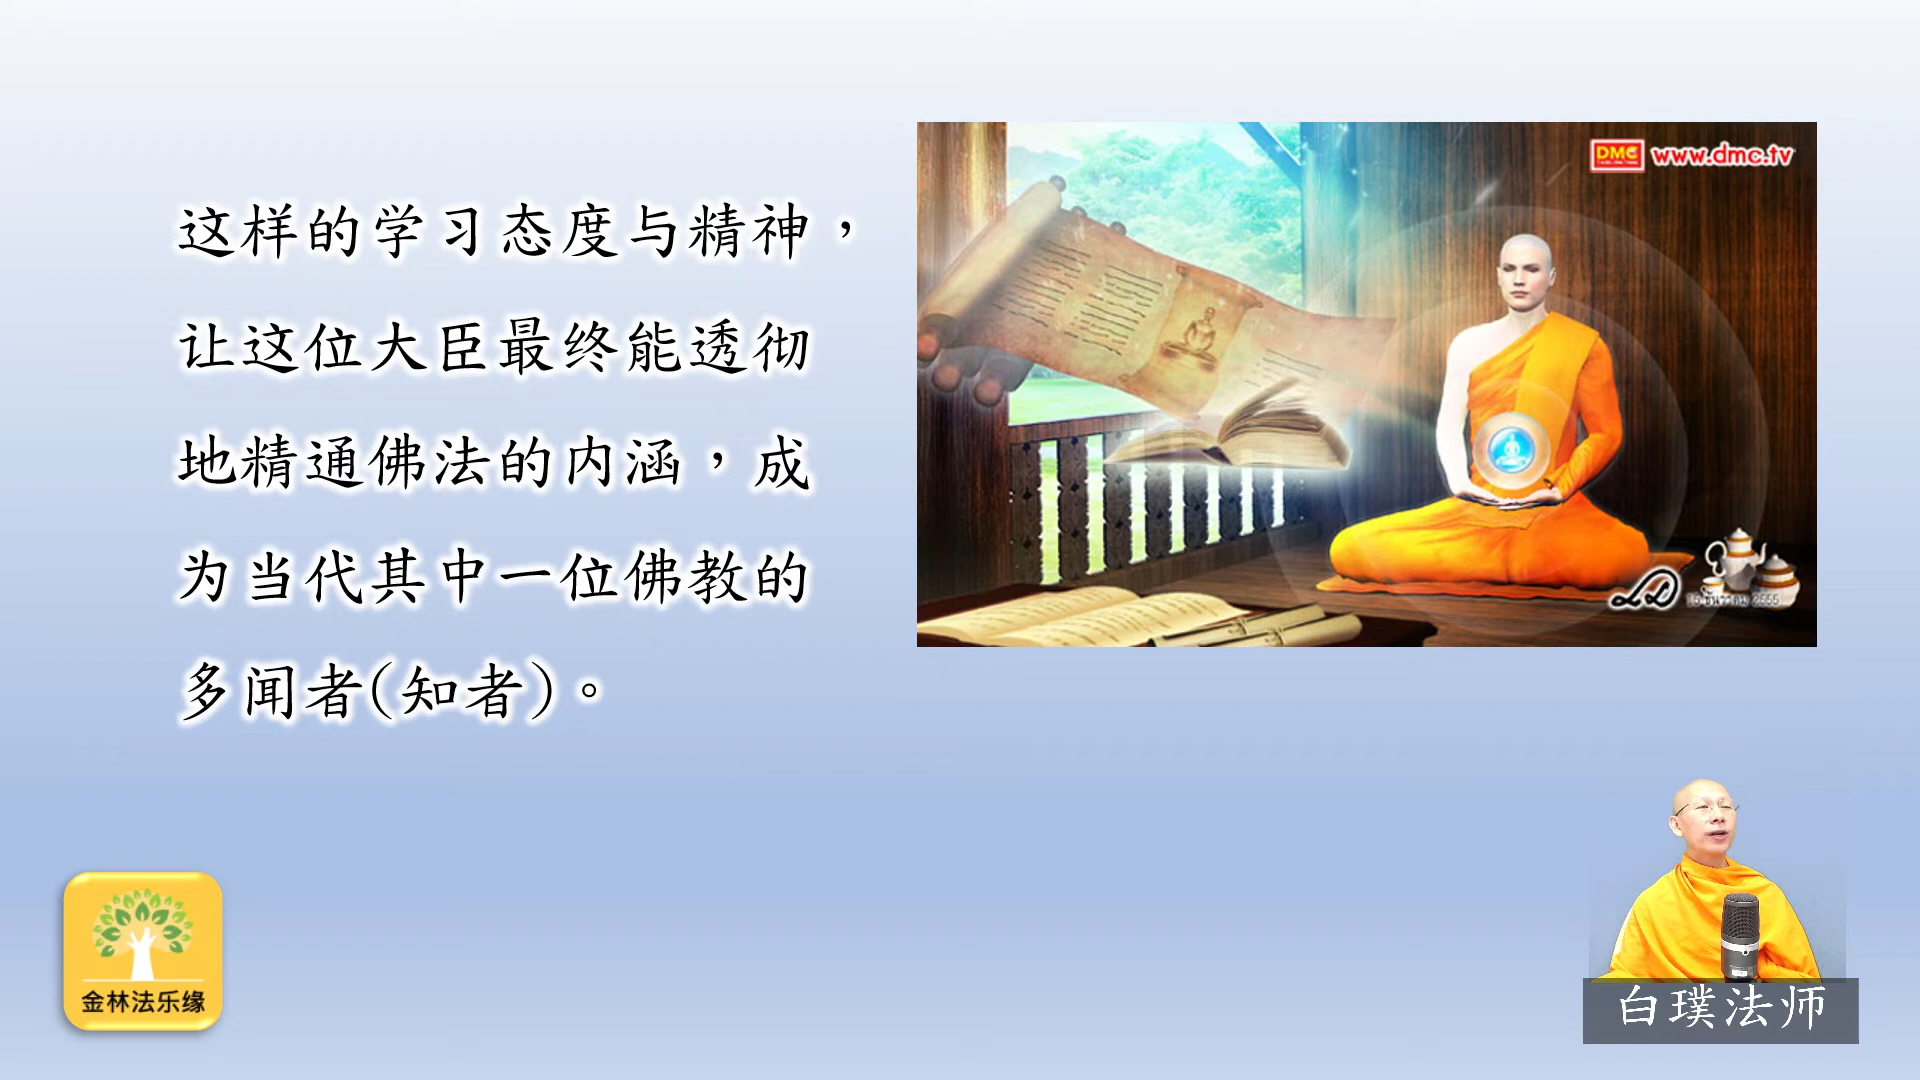 这样的学习态度与精神，
让这位大臣最终能透彻
地精通佛法的内涵，成
为当代其中一位佛教的
多闻者(知者)。
DMC www.dmc.tv
金林法乐缘
白璞法师